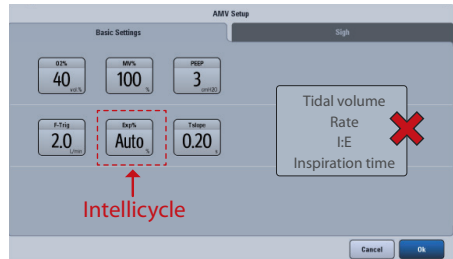 AMV Setup
Basic Settings
Sigh
O2%
40
vol%
MV%
100
%
PEEP
3
cmH2O
F-Trig
2.0
L/min
Exp%
Auto
%
Tslope
0.20
s
Tidal volume
Rate
I:E
Inspiration time
Intellicycle
Cancel
Ok